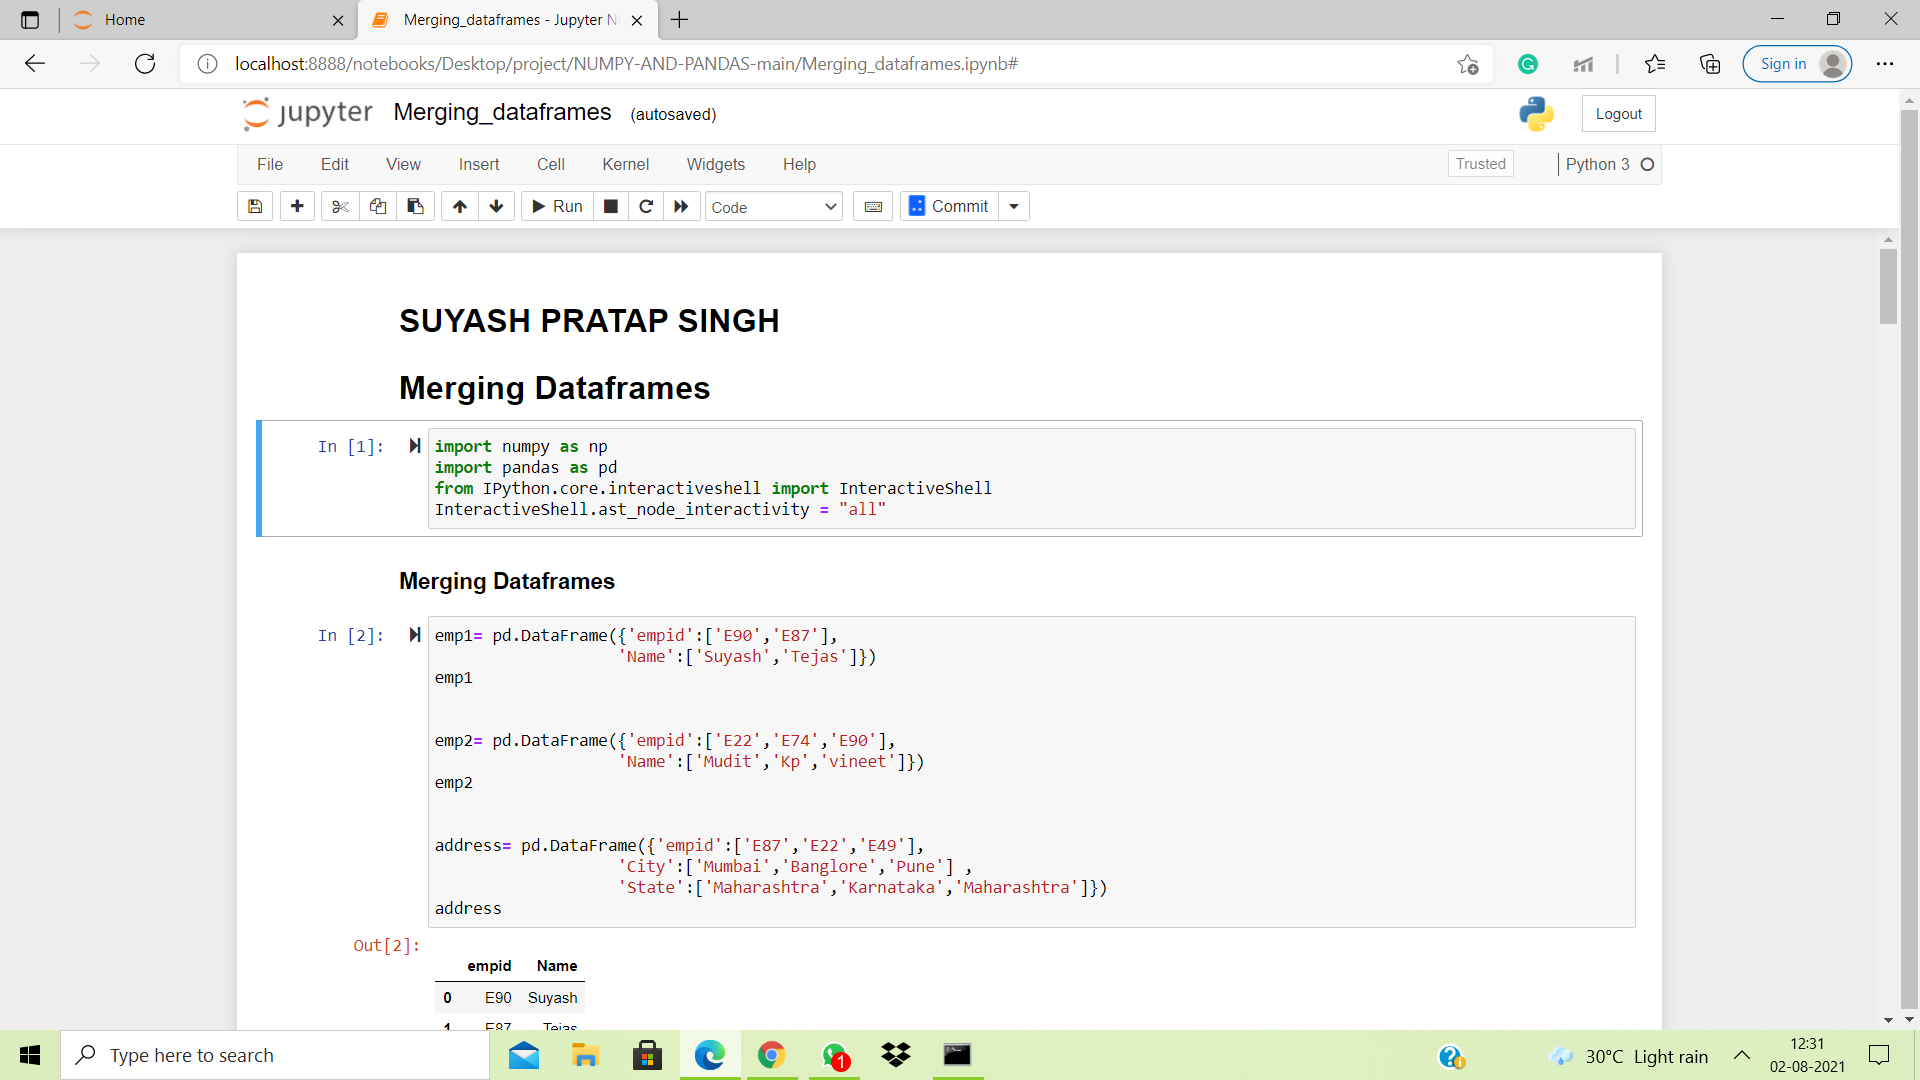 Home
Merging_dataframes - Jupyter N
localhost:8888/notebooks/Desktop/project/NUMPY-AND-PANDAS-main/Merging_dataframes.ipynb#
Sign in
jupyter Merging_dataframes (autosaved)
Logout
File Edit View Insert Cell Kernel Widgets Help
Trusted
Python 3
Run
Code
Commit
SUYASH PRATAP SINGH
Merging Dataframes
In [1]:
import numpy as np
import pandas as pd
from IPython.core.interactiveshell import InteractiveShell
InteractiveShell.ast_node_interactivity = "all"
Merging Dataframes
In [2]:
emp1= pd.DataFrame({'empid':['E90','E87'],
'Name':['Suyash','Tejas']})
emp1
emp2= pd.DataFrame({'empid':['E22','E74','E90'],
'Name':['Mudit','Kp','vineet']})
emp2
address= pd.DataFrame({'empid':['E87','E22','E49'],
'City':['Mumbai','Banglore','Pune'] ,
'State':['Maharashtra','Karnataka','Maharashtra']})
address
Out[2]:
empid Name
0 E90 Suyash
1 E87 Tejas
Type here to search
1
30°C Light rain
12:31
02-08-2021